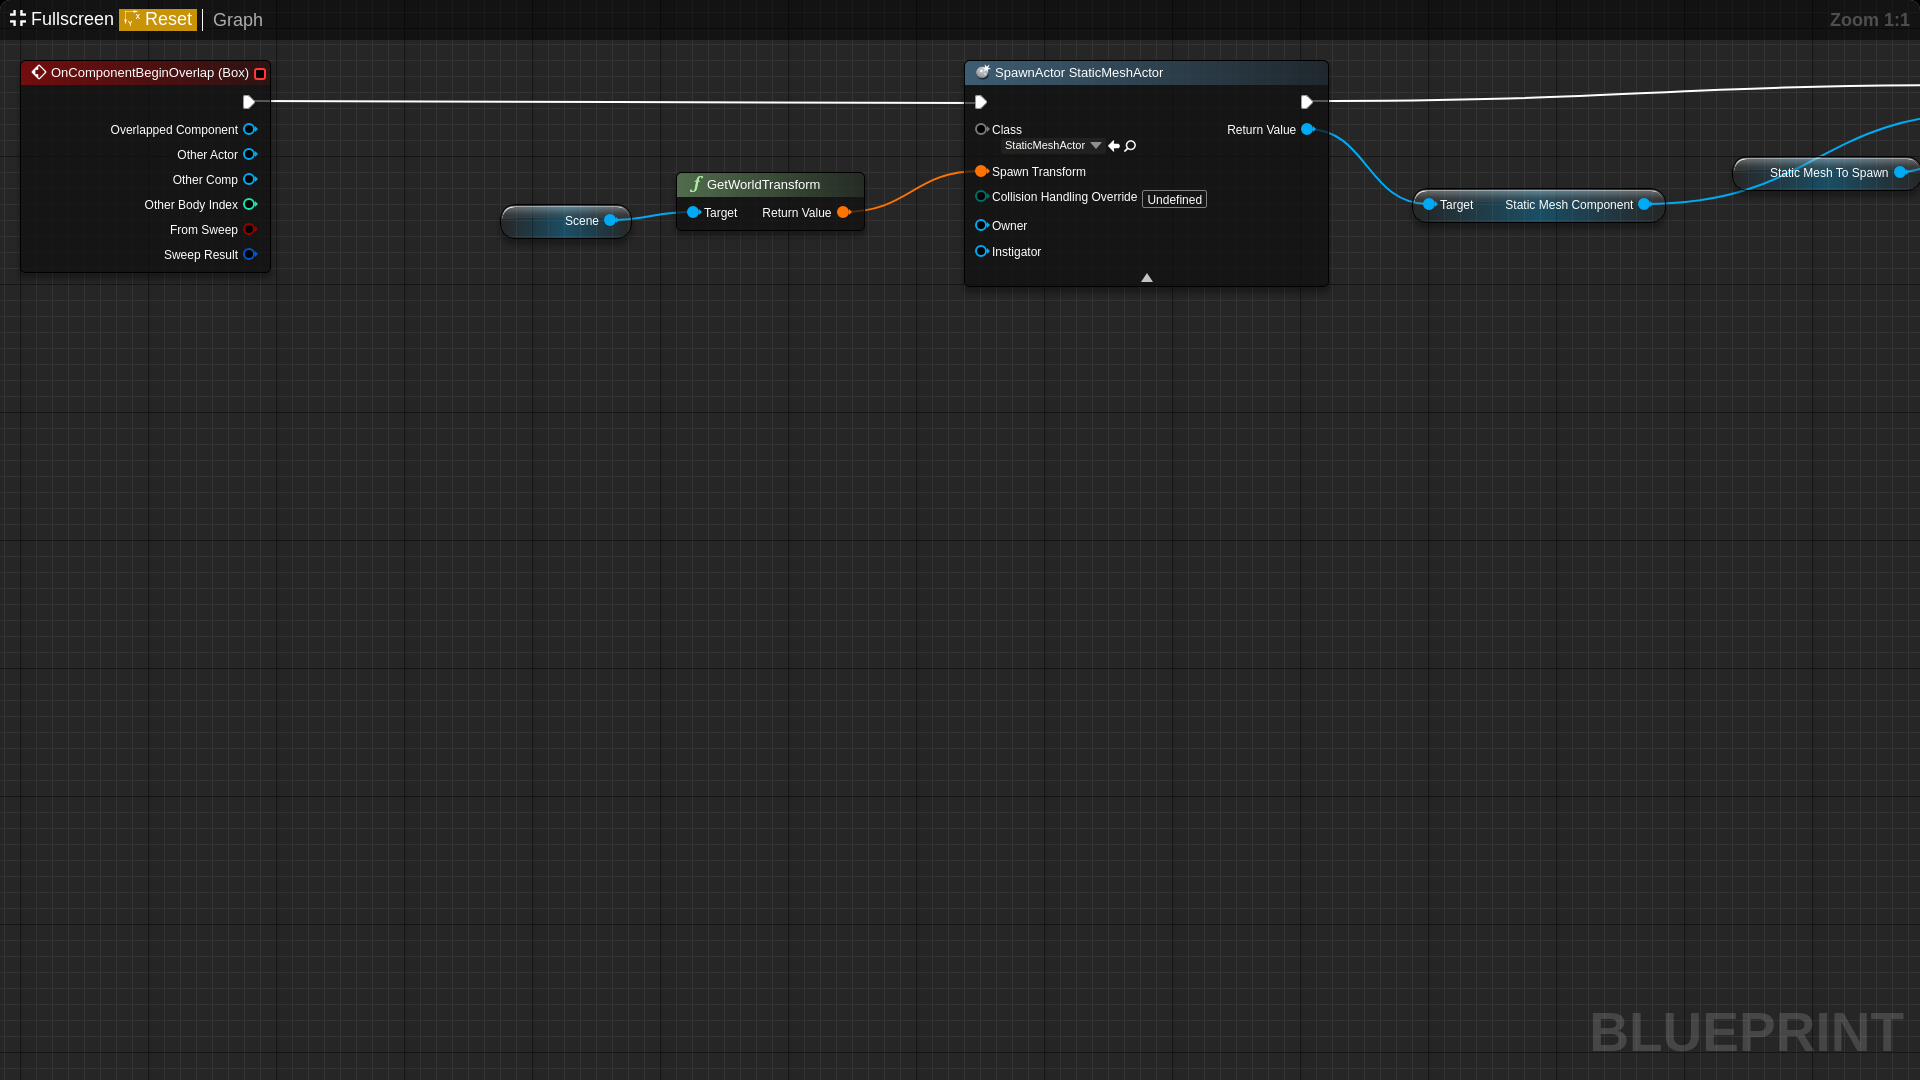 Fullscreen Reset Graph
Zoom 1:1
OnComponentBeginOverlap (Box)
Overlapped Component
Other Actor
Other Comp
Other Body Index
From Sweep
Sweep Result
Scene
GetWorldTransform
Target Return Value
SpawnActor StaticMeshActor
Class Return Value
StaticMeshActor
Spawn Transform
Collision Handling Override Undefined
Owner
Instigator
Target Static Mesh Component
Static Mesh To Spawn
BLUEPRINT